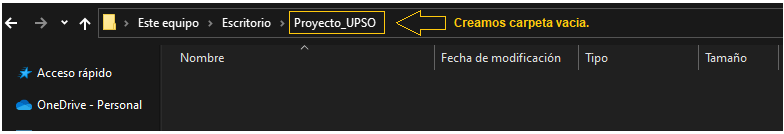 Este equipo Escritorio Proyecto_UPSO Creamos carpeta vacia.
Nombre Fecha de modificación Tipo Tamaño
Acceso rápido
OneDrive - Personal